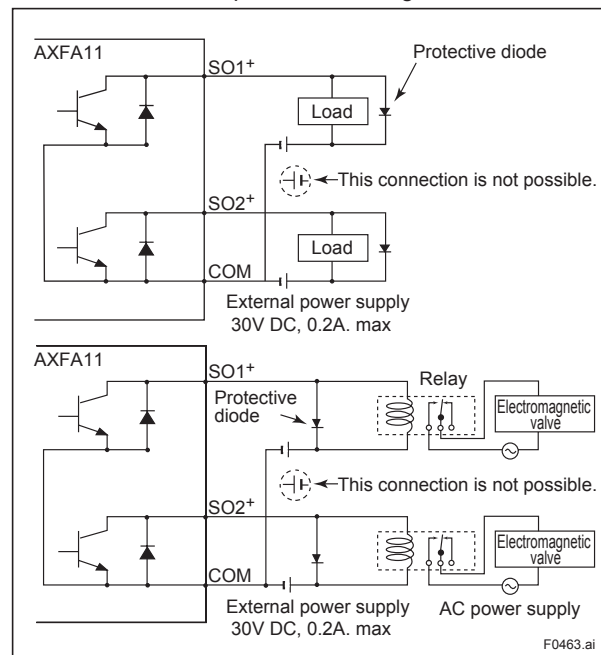 AXFA11
SO1+
Protective diode
Load
This connection is not possible.
SO2+
Load
COM
External power supply
30V DC, 0.2A. max
AXFA11
SO1+
Relay
Protective
diode
Electromagnetic
valve
This connection is not possible.
SO2+
Electromagnetic
valve
COM
External power supply
30V DC, 0.2A. max
AC power supply
F0463.ai